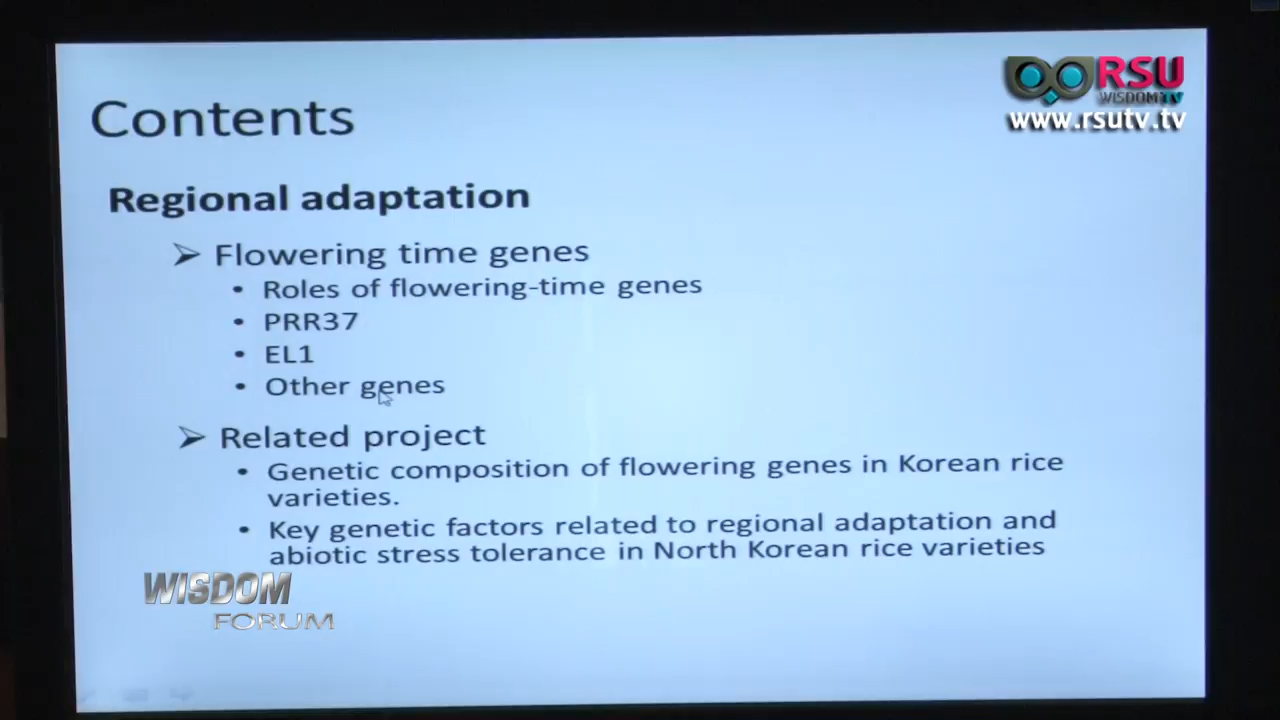 RSU
WISDOM TV
www.rsutv.tv
Contents
Regional adaptation
Flowering time genes
Roles of flowering-time genes
PRR37
EL1
Other genes
Related project
Genetic composition of flowering genes in Korean rice
varieties.
Key genetic factors related to regional adaptation and
abiotic stress tolerance in North Korean rice varieties
WISDOM
FORUM